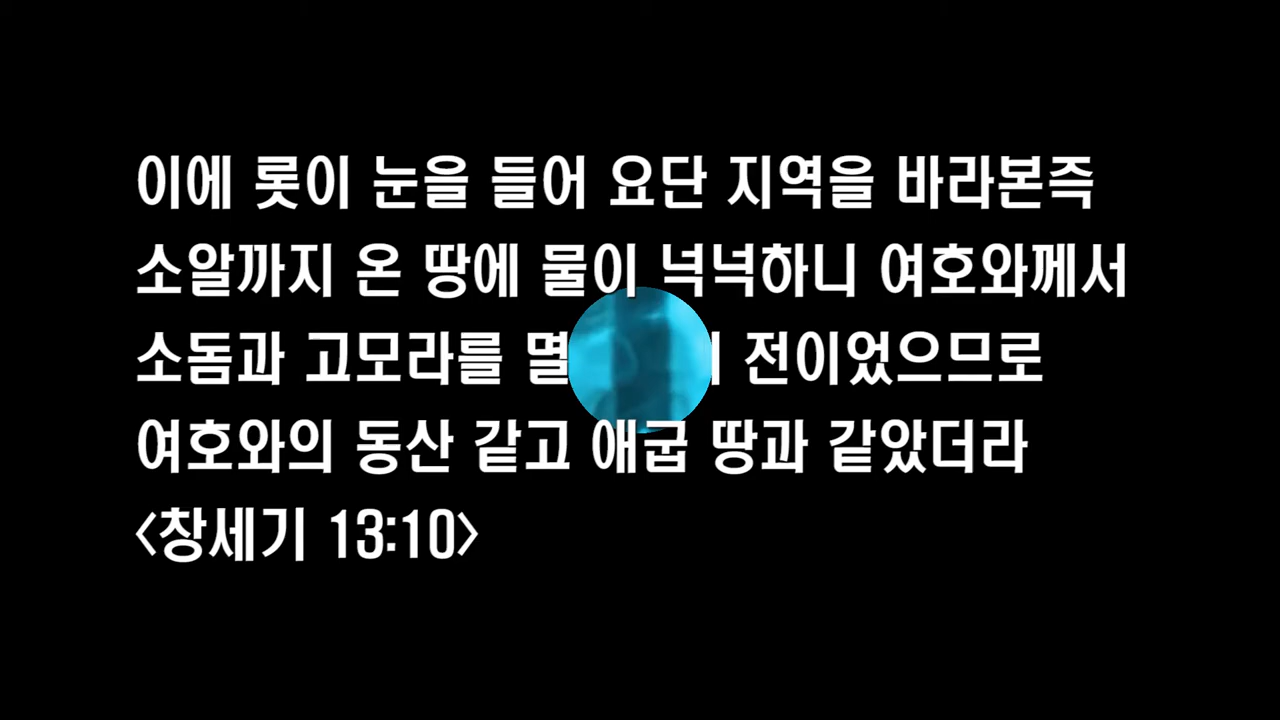 이에 롯이 눈을 들어 요단 지역을 바라본즉
소알까지 온 땅에 물이 넉넉하니 여호와께서
소돔과 고모라를 전이었으므로
여호와의 동산 같고 애굽 땅과 같았더라
<창세기 13:10>